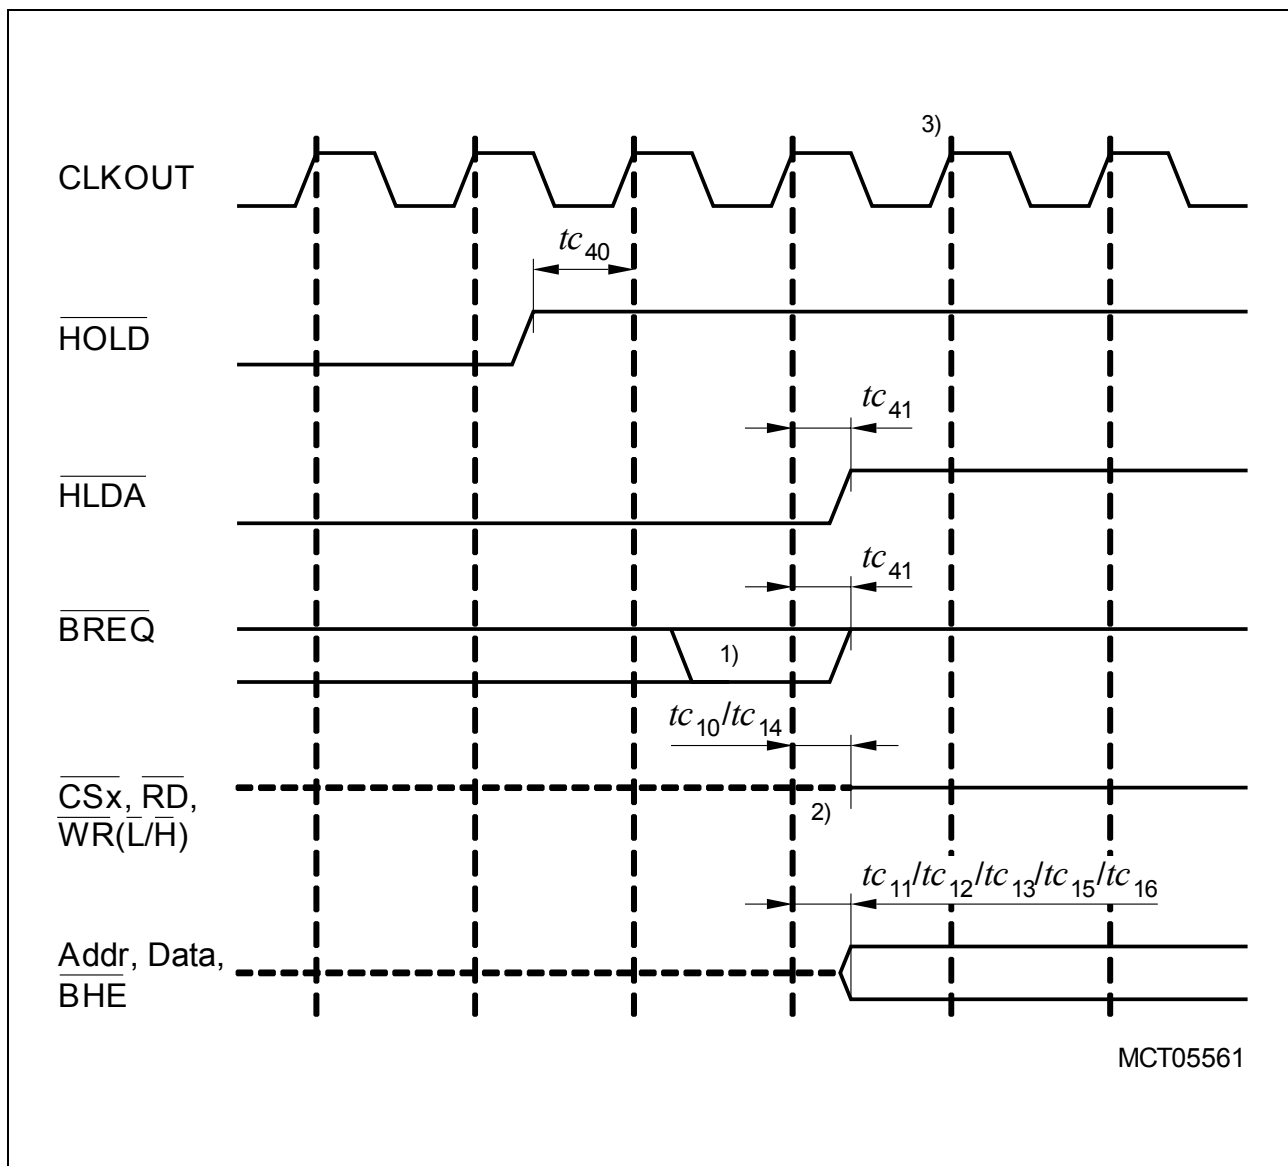 3)
CLKOUT
tc40
HOLD
tc41
HLDA
tc41
BREQ
1)
tc10/tc14
CSx, RD,
WR(L/H)
2)
tc11/tc12/tc13/tc15/tc16
Addr, Data,
BHE
MCT05561